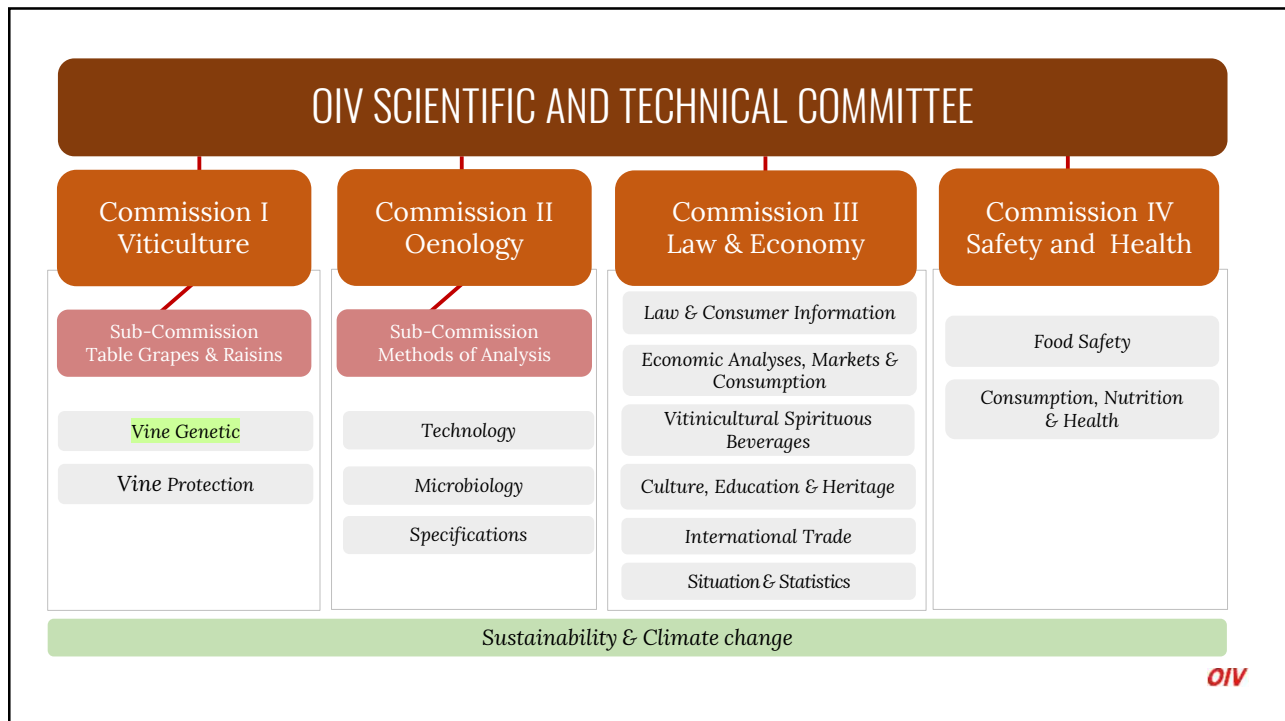 OIV SCIENTIFIC AND TECHNICAL COMMITTEE
Commission I
Viticulture
Sub-Commission
Table Grapes & Raisins
Vine Genetic
Vine Protection
Commission II
Oenology
Sub-Commission
Methods of Analysis
Technology
Microbiology
Specifications
Commission III
Law & Economy
Law & Consumer Information
Economic Analyses, Markets &
Consumption
Vitinicultural Spirituous
Beverages
Culture, Education & Heritage
International Trade
Situation & Statistics
Commission IV
Safety and Health
Food Safety
Consumption, Nutrition
& Health
Sustainability & Climate change
OIV